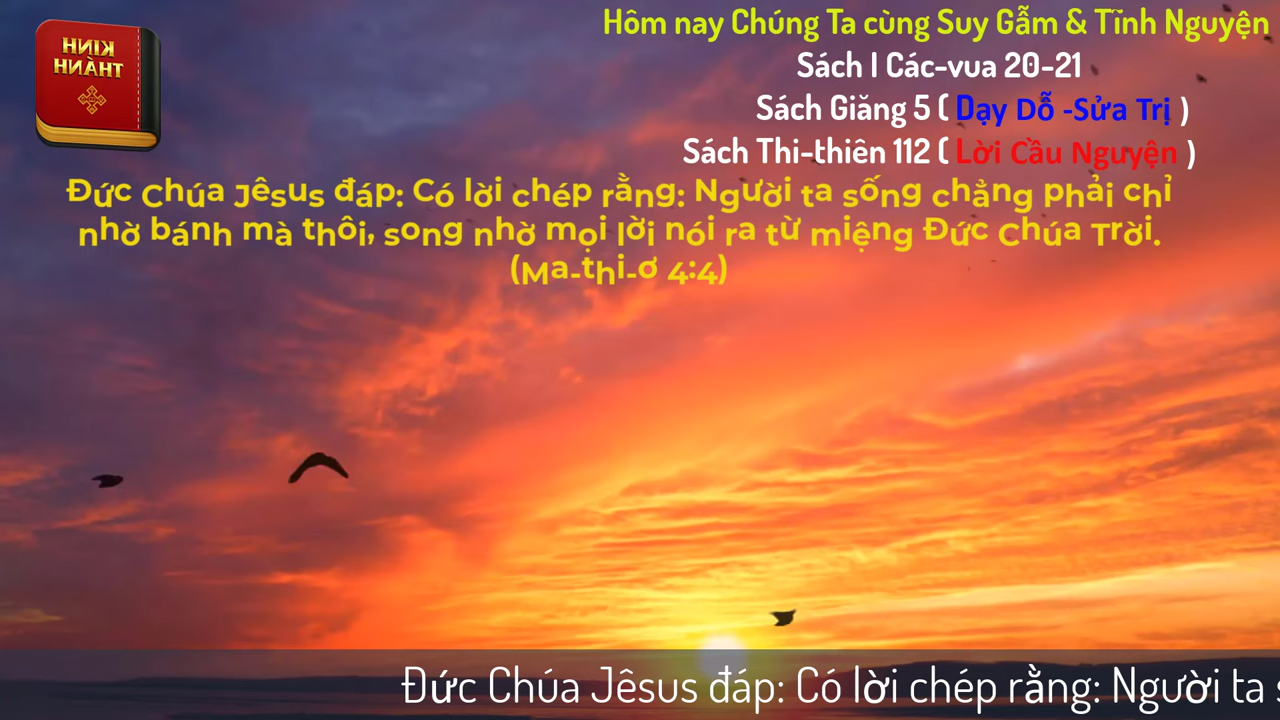 KINH
THÀNH
Hôm nay Chúng Ta cùng Suy Gẫm & Tĩnh Nguyện
Sách I Các-vua 20-21
Sách Giăng 5 ( Dạy Dỗ -Sửa Trị )
Sách Thi-thiên 112 ( Lời Cầu Nguyện )
Đức Chúa Jêsus đáp: Có lời chép rằng: Người ta sống chẳng phải chỉ
nhờ bánh mà thôi, song nhờ mọi lời nói ra từ miệng Đức Chúa Trời.
(Ma-thi-ơ 4:4)
Đức Chúa Jêsus đáp: Có lời chép rằng: Người ta